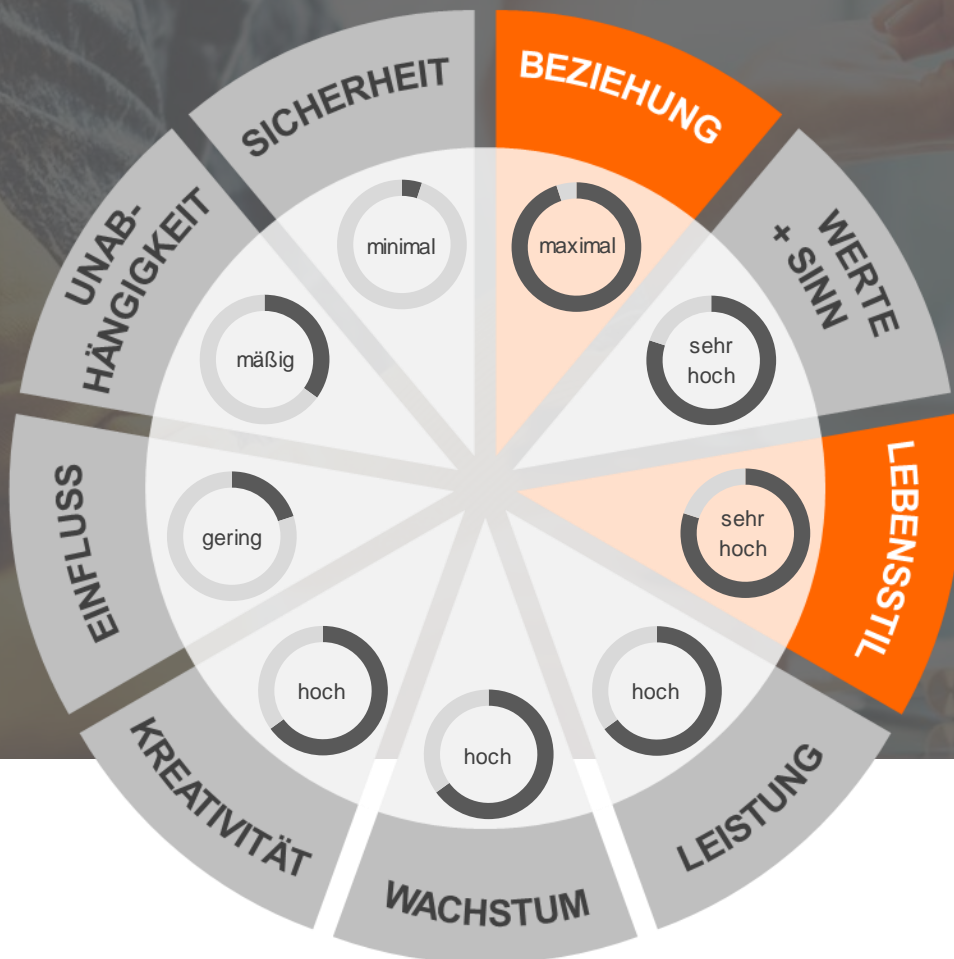 SICHERHEIT
BEZIEHUNG
WERTE
+ SINN
LEBENSSTIL
LEISTUNG
WACHSTUM
KREATIVITÄT
EINFLUSS
UNAB-
HÄNGIGKEIT
minimal
maximal
sehr
hoch
sehr
hoch
hoch
hoch
hoch
gering
mäßig